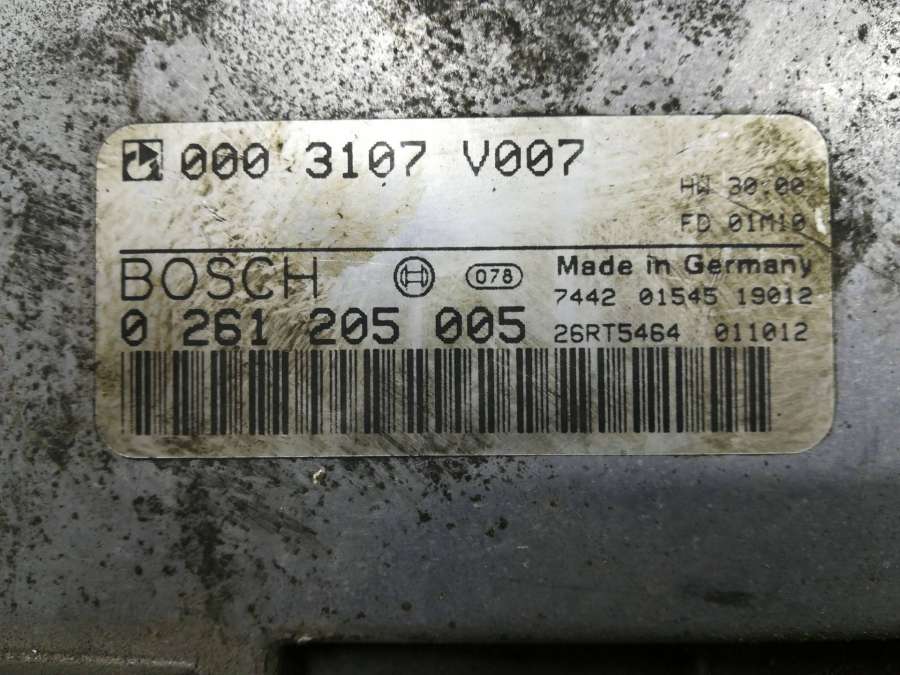 000 3107 V007
HW 30.00
FD 01M10
BOSCH
078
Made in Germany
7442 01545 19012
0 261 205 005
26RT5464 011012